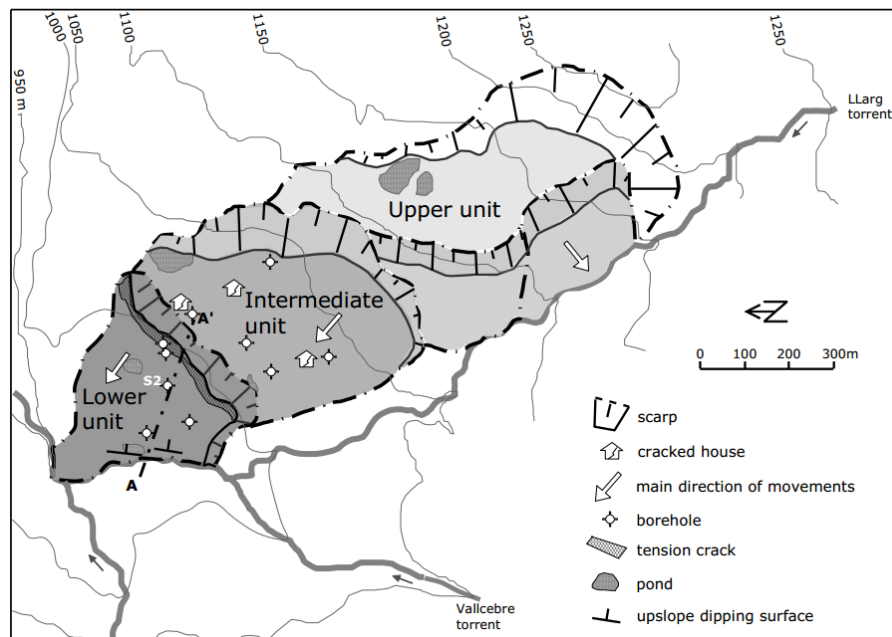 950 m
1000
1050
1100
1150
1200
1250
1250
LLarg
torrent
Upper unit
Intermediate
unit
A'
S2
Lower
unit
A
N
0 100 200 300m
scarp
cracked house
main direction of movements
borehole
tension crack
pond
upslope dipping surface
Vallcebre
torrent